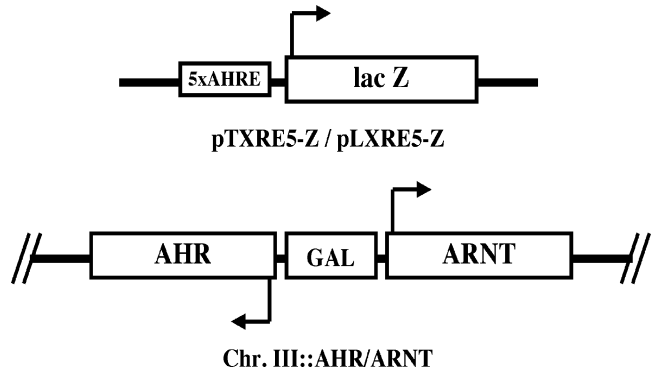 5xAHRE
lac Z
pTXRE5-Z / pLXRE5-Z
AHR
GAL
ARNT
Chr. III::AHR/ARNT